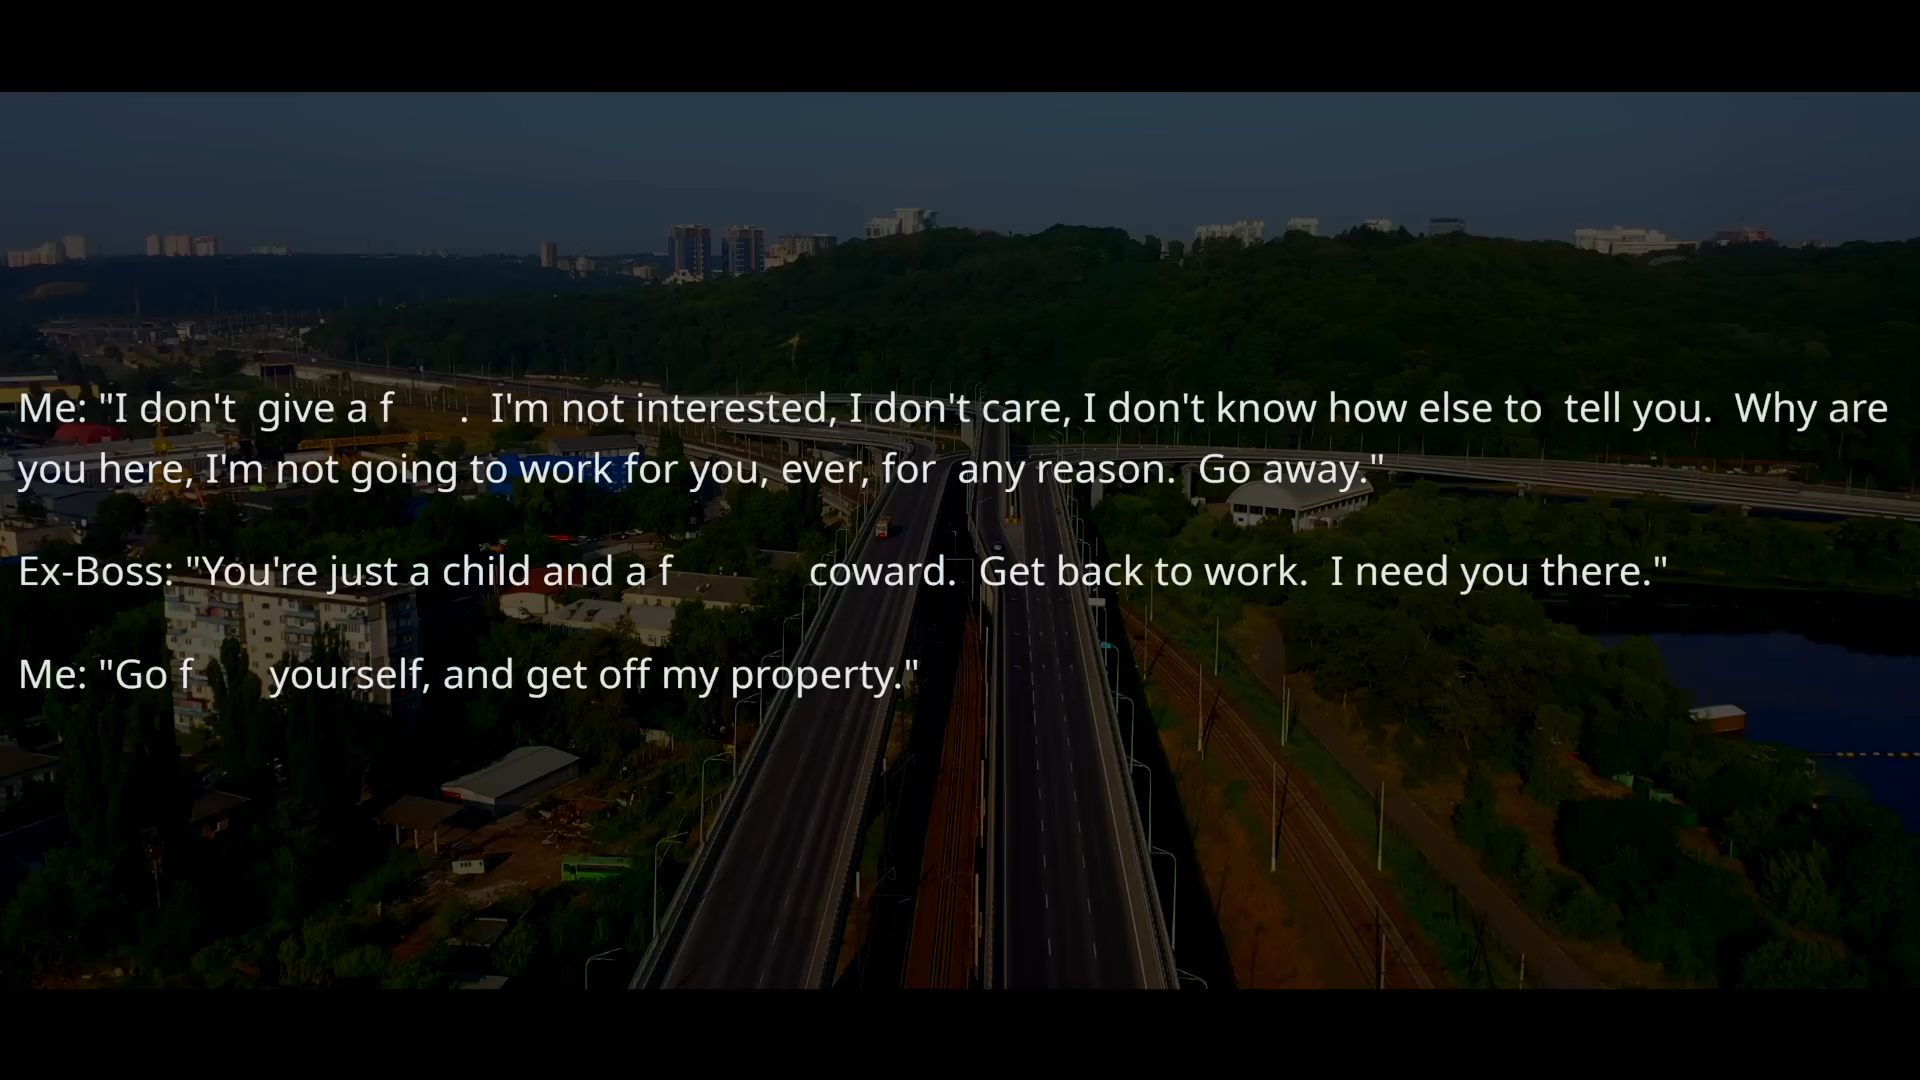 Me: "I don't give a f    . I'm not interested, I don't care, I don't know how else to tell you. Why are
you here, I'm not going to work for you, ever, for any reason. Go away."
Ex-Boss: "You're just a child and a f     coward. Get back to work. I need you there."
Me: "Go f    yourself, and get off my property."